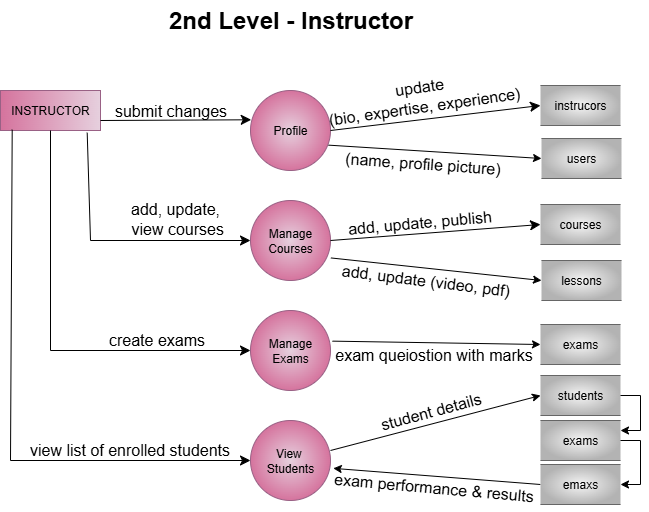 2nd Level - Instructor
INSTRUCTOR
submit changes
Profile
update
(bio, expertise, experience)
instrucors
(name, profile picture)
users
add, update,
view courses
Manage
Courses
add, update, publish
courses
add, update (video, pdf)
lessons
create exams
Manage
Exams
exam queiostion with marks
exams
view list of enrolled students
View
Students
student details
students
exams
exam performance & results
emaxs